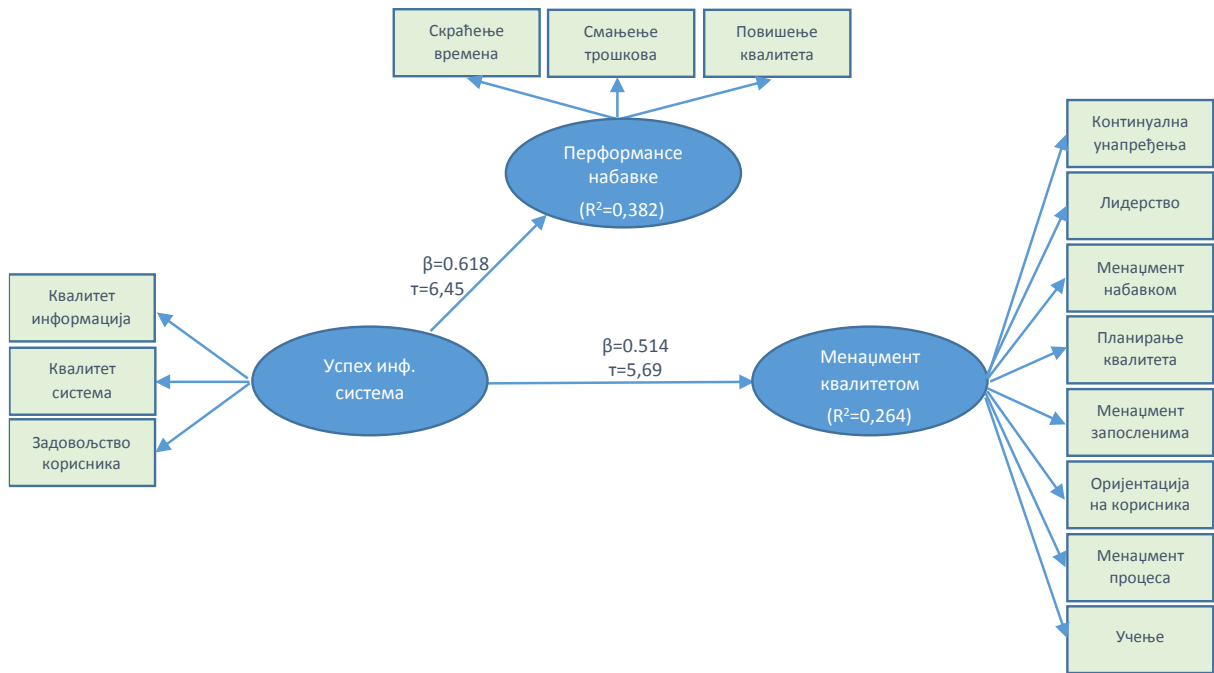 Скраћење
времена
Смањење
трошкова
Повишење
квалитета
Перформансе
набавке
(R²=0,382)
β=0.618
τ=6,45
Квалитет
информација
Квалитет
система
Задовољство
корисника
Успех инф.
система
β=0.514
τ=5,69
Менаџмент
квалитетом
(R²=0,264)
Континуална
унапређења
Лидерство
Менаџмент
набавком
Планирање
квалитета
Менаџмент
запосленима
Оријентација
на корисника
Менаџмент
процеса
Учење